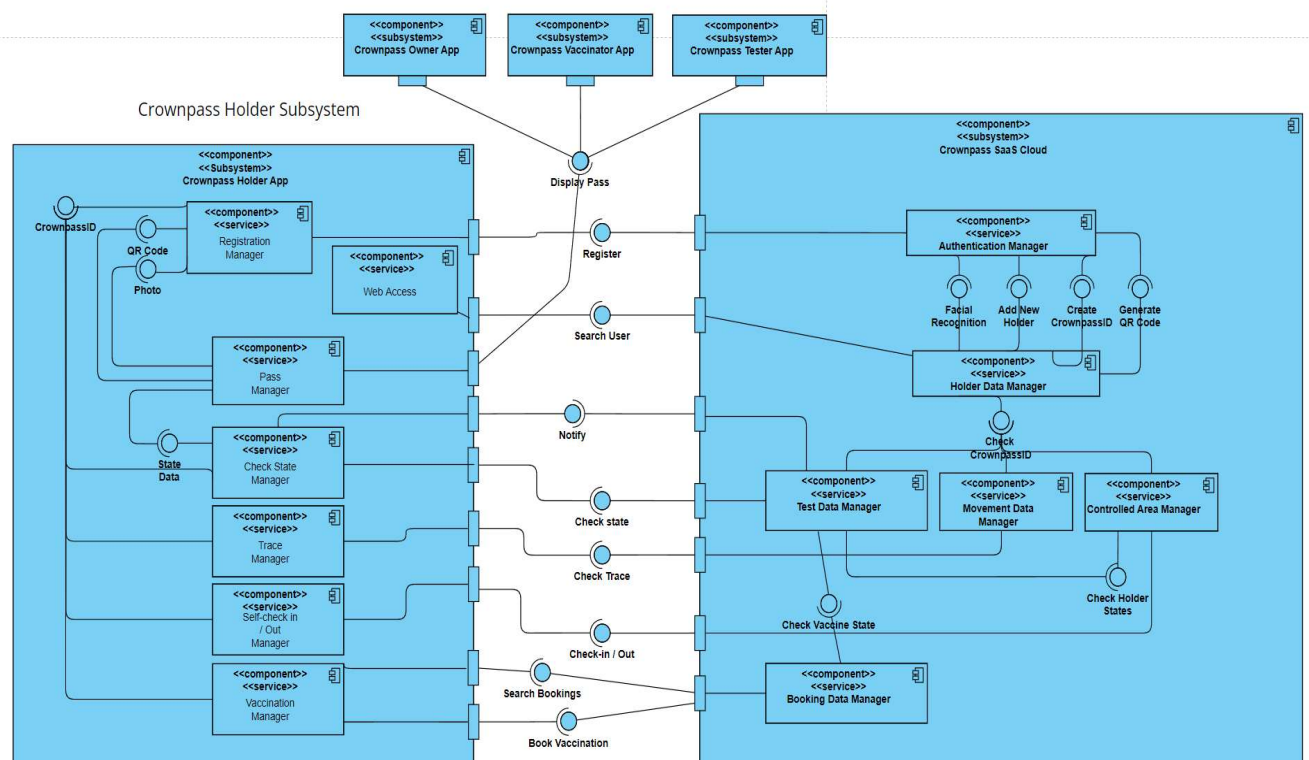 <<component>>
<<subsystem>>
Crownpass Owner App
<<component>>
<<subsystem>>
Crownpass Vaccinator App
<<component>>
<<subsystem>>
Crownpass Tester App
Crownpass Holder Subsystem
<<component>>
<<Subsystem>>
Crownpass Holder App
<<component>>
<<subsystem>>
Crownpass SaaS Cloud
Display Pass
CrownpassID
QR Code
Photo
<<component>>
<<service>>
Registration
Manager
<<component>>
<<service>>
Web Access
Register
Search User
<<component>>
<<service>>
Authentication Manager
Facial
Recognition
Add New
Holder
Create
CrownpassID
Generate
QR Code
<<component>>
<<service>>
Pass
Manager
<<component>>
<<service>>
Holder Data Manager
Notify
Check
CrownpassID
State
Data
<<component>>
<<service>>
Check State
Manager
Check state
<<component>>
<<service>>
Test Data Manager
<<component>>
<<service>>
Movement Data
Manager
<<component>>
<<service>>
Controlled Area Manager
<<component>>
<<service>>
Trace
Manager
Check Trace
Check Holder
States
<<component>>
<<service>>
Self-check in
/ Out
Manager
Check Vaccine State
Check-in / Out
<<component>>
<<service>>
Vaccination
Manager
Search Bookings
Book Vaccination
<<component>>
<<service>>
Booking Data Manager